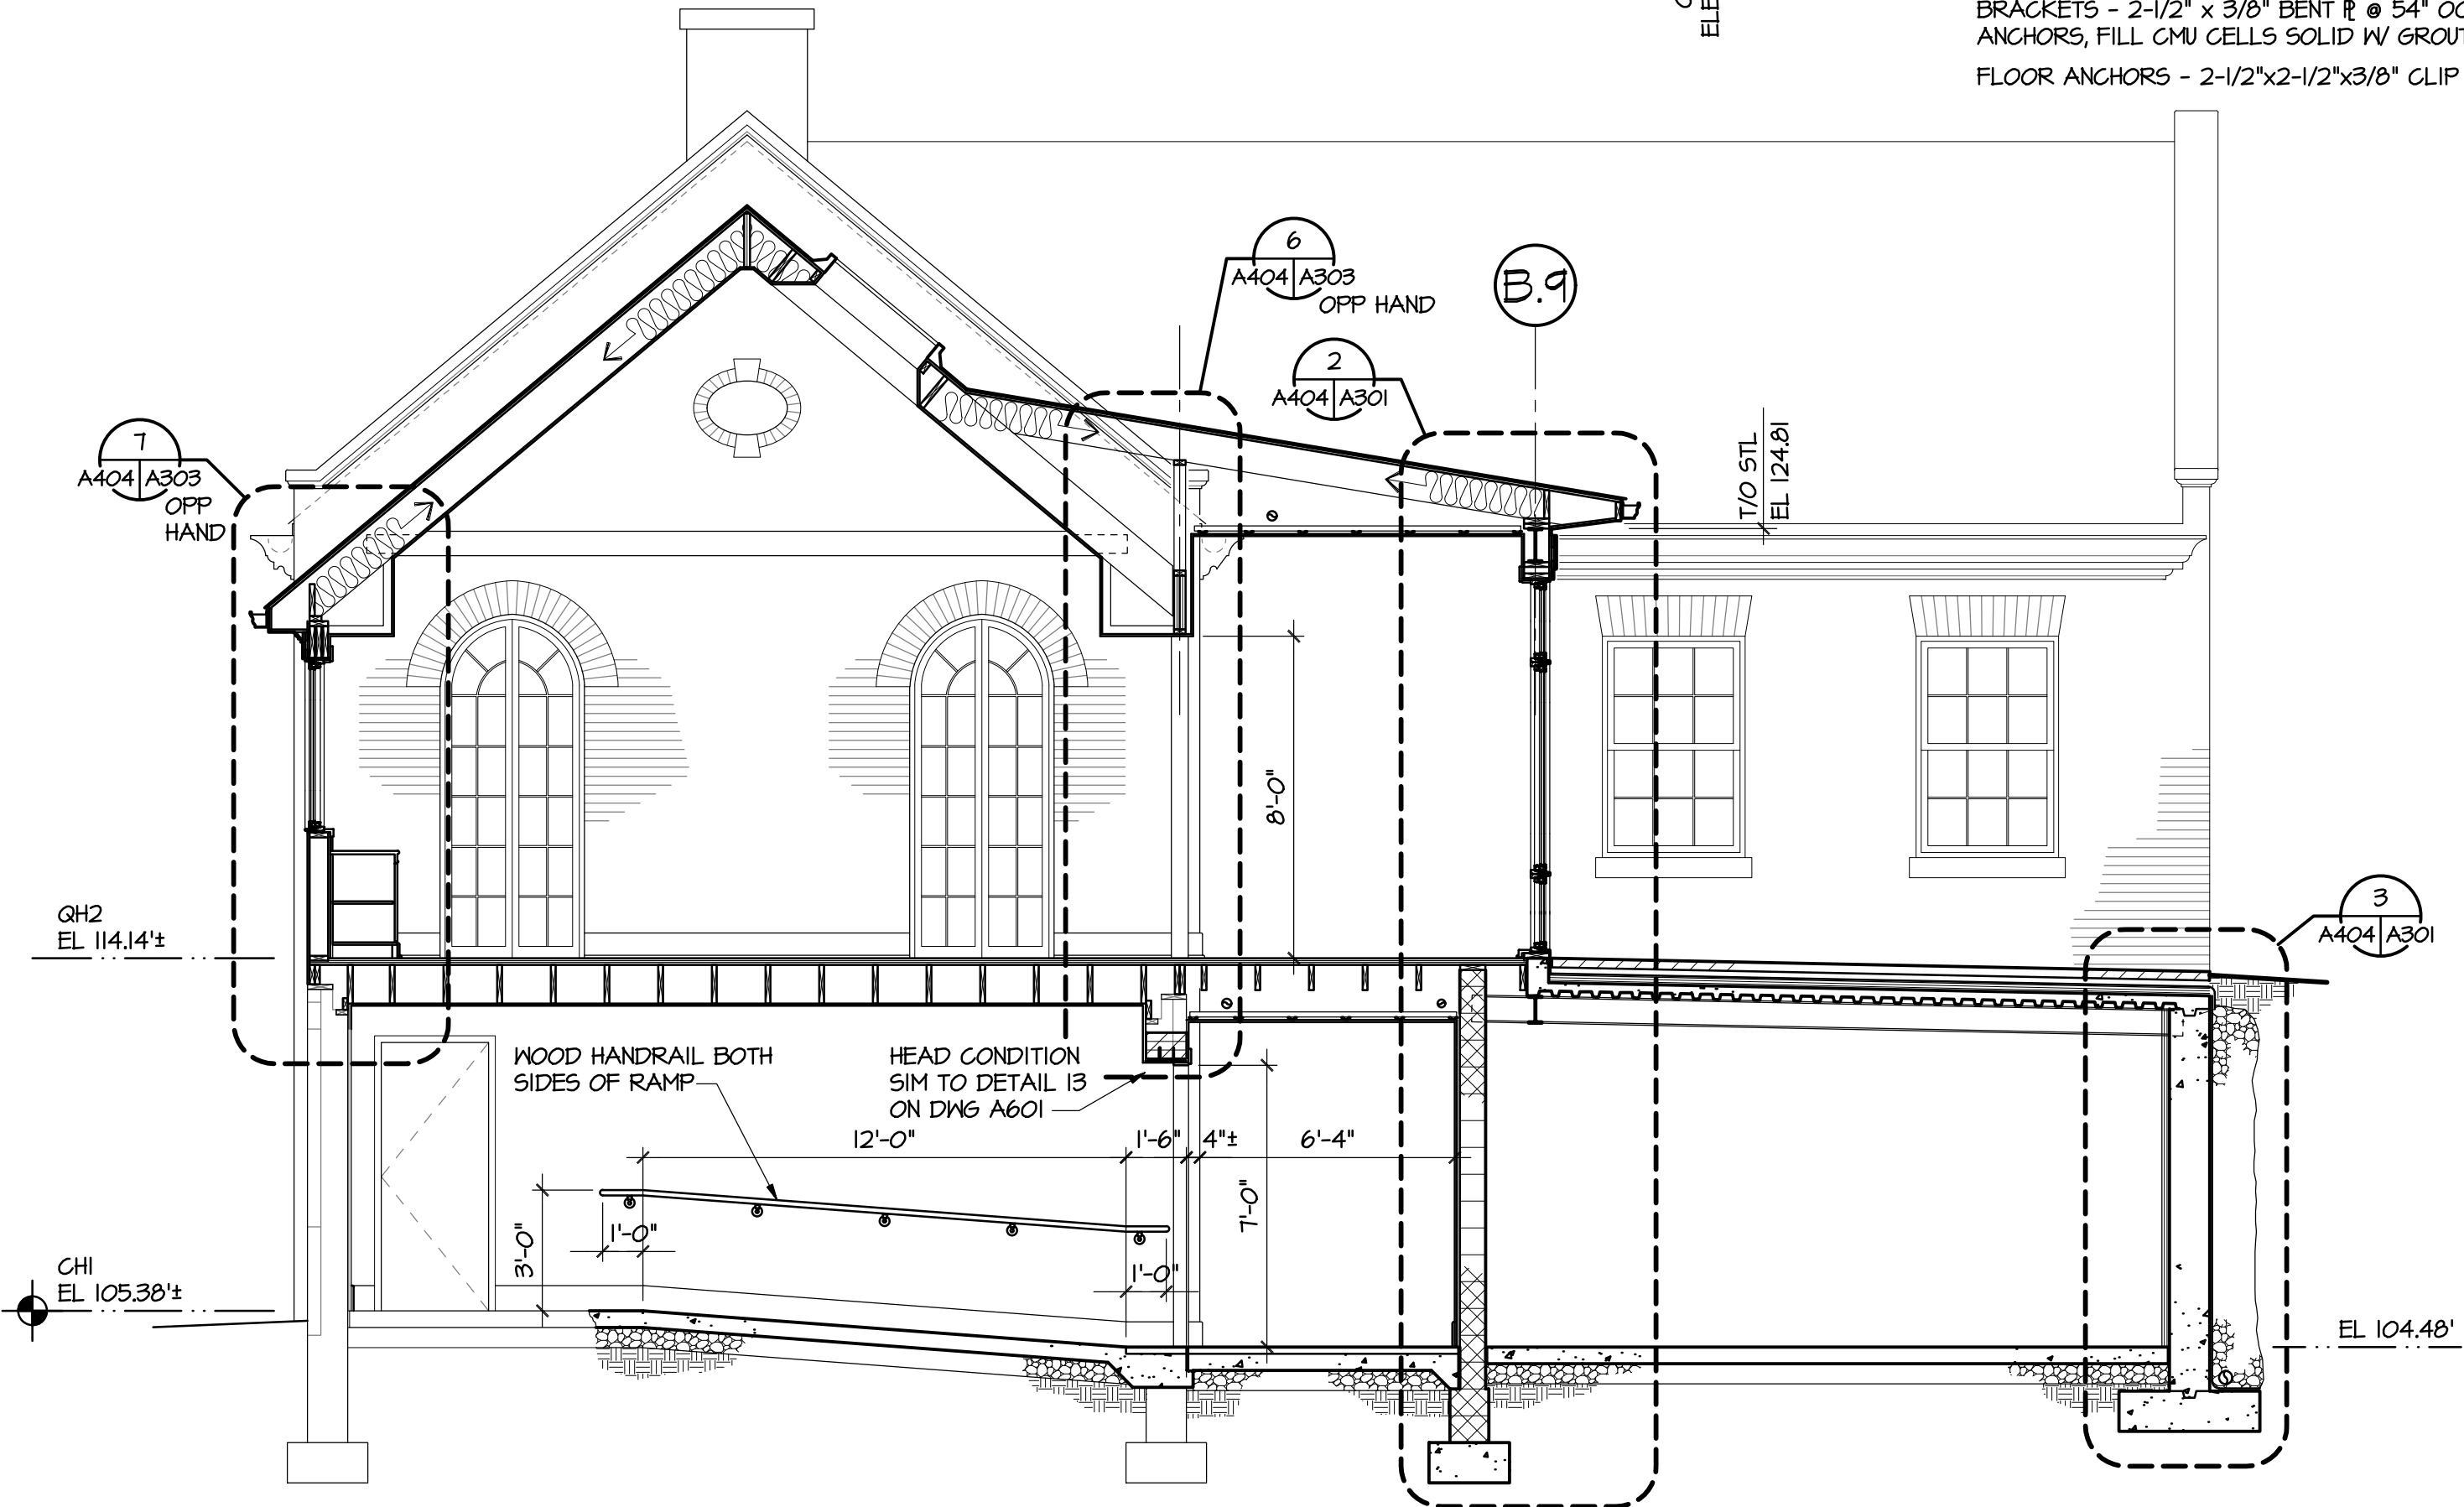 BRACKETS - 2-1/2" x 3/8" BENT ℙ @ 54" OC
ANCHORS, FILL CMU CELLS SOLID W/ GROUT
FLOOR ANCHORS - 2-1/2"x2-1/2"x3/8" CLIP
6
A404 A303
OPP HAND
B.9
2
A404 A301
7
A404 A303
OPP
HAND
T/O STL
EL 124.81
8'-0"
QH2
EL 114.14'±
3
A404 A301
WOOD HANDRAIL BOTH
SIDES OF RAMP
HEAD CONDITION
SIM TO DETAIL 13
ON DWG A601
12'-0"
1'-6"
4"±
6'-4"
7'-0"
3'-0"
1'-0"
1'-0"
CH1
EL 105.38'±
EL 104.48'